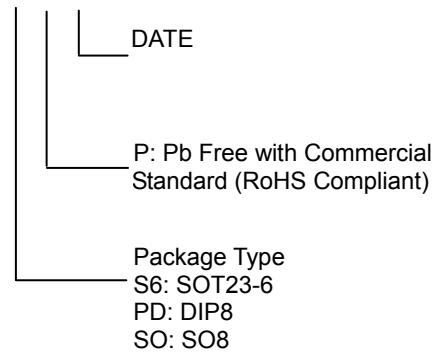 DATE
P: Pb Free with Commercial
Standard (RoHS Compliant)
Package Type
S6: SOT23-6
PD: DIP8
SO: SO8